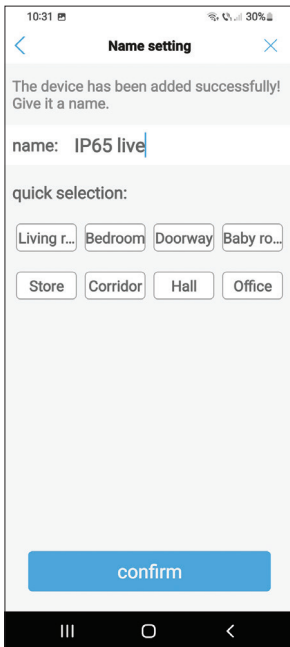 10:31 30%
Name setting
The device has been added successfully!
Give it a name.
name: IP65 live
quick selection:
Living r... Bedroom Doorway Baby ro...
Store Corridor Hall Office
confirm